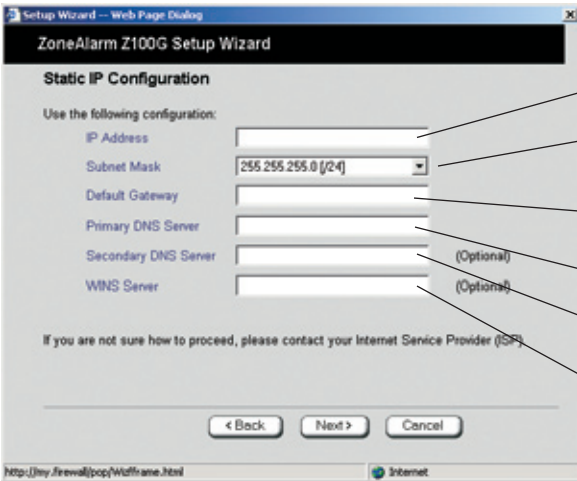 Setup Wizard -- Web Page Dialog
ZoneAlarm Z100G Setup Wizard
Static IP Configuration
Use the following configuration:
IP Address
Subnet Mask 255.255.255.0 [/24]
Default Gateway
Primary DNS Server
Secondary DNS Server (Optional)
WINS Server (Optional)
If you are not sure how to proceed, please contact your Internet Service Provider (ISP)
< Back Next > Cancel
http://my.firewall/pop/WizfFrame.html Internet